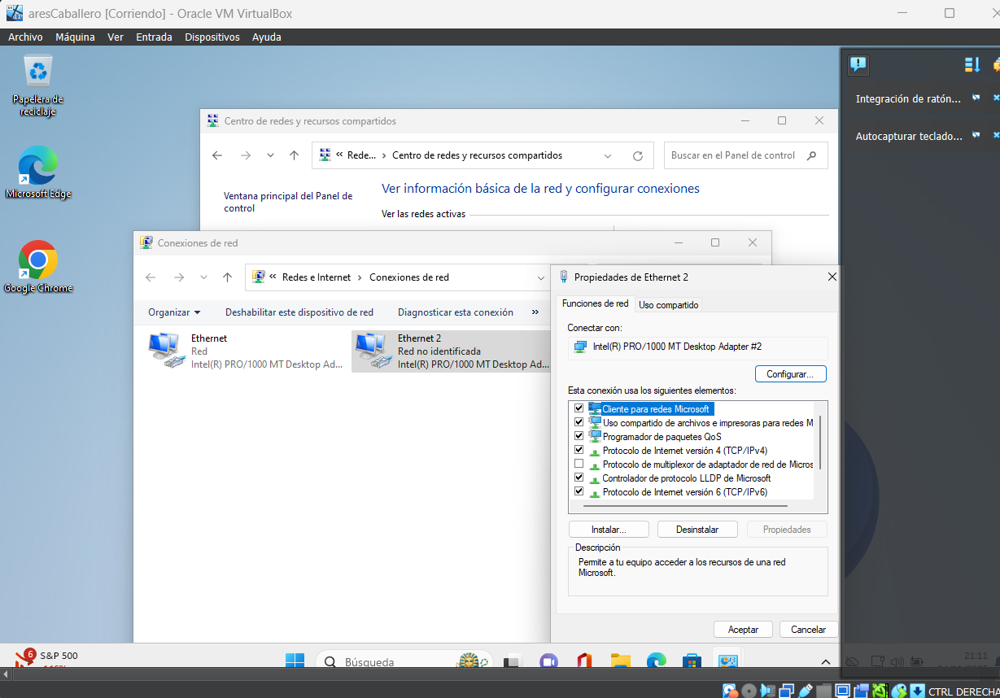 aresCaballero [Corriendo] - Oracle VM VirtualBox
Archivo Máquina Ver Entrada Dispositivos Ayuda
Papelera de
reciclaje
Microsoft Edge
Google Chrome
Integración de ratón...
Autocapturar teclado...
Centro de redes y recursos compartidos
« Rede... › Centro de redes y recursos compartidos
Buscar en el Panel de control
Ventana principal del Panel de
control
Ver información básica de la red y configurar conexiones
Ver las redes activas
Conexiones de red
« Redes e Internet › Conexiones de red
Organizar Deshabilitar este dispositivo de red Diagnosticar esta conexión »
Ethernet
Red
Intel(R) PRO/1000 MT Desktop Ad...
Ethernet 2
Red no identificada
Intel(R) PRO/1000 MT Desktop Ad...
Propiedades de Ethernet 2
Funciones de red Uso compartido
Conectar con:
Intel(R) PRO/1000 MT Desktop Adapter #2
Configurar...
Esta conexión usa los siguientes elementos:
Cliente para redes Microsoft
Uso compartido de archivos e impresoras para redes M
Programador de paquetes QoS
Protocolo de Internet versión 4 (TCP/IPv4)
Protocolo de multiplexor de adaptador de red de Micros
Controlador de protocolo LLDP de Microsoft
Protocolo de Internet versión 6 (TCP/IPv6)
Instalar... Desinstalar Propiedades
Descripción
Permite a tu equipo acceder a los recursos de una red
Microsoft.
Aceptar Cancelar
6 S&P 500
Búsqueda
21:11
CTRL DERECHA